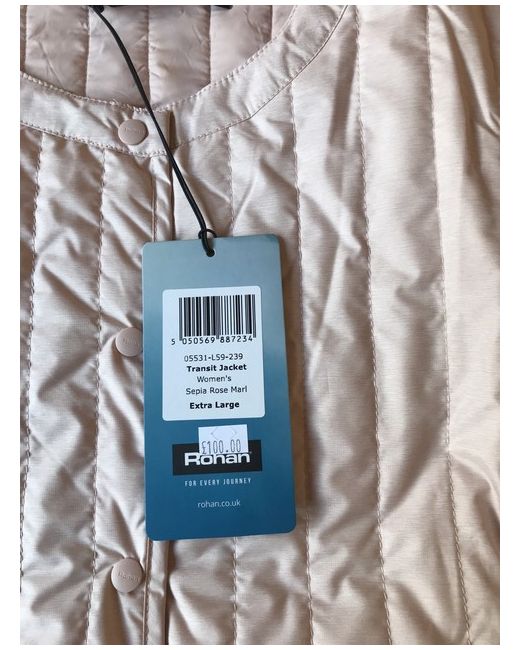 5 050569 887234
05531-L59-239
Transit Jacket
Women's
Sepia Rose Marl
Extra Large
£100.00
Rohan
FOR EVERY JOURNEY
rohan.co.uk